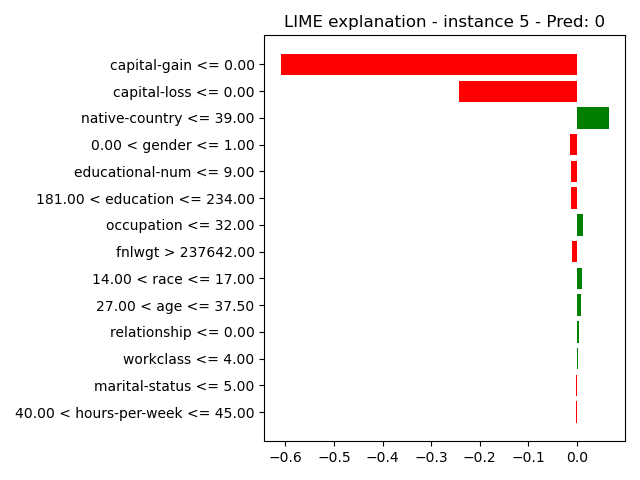 LIME explanation - instance 5 - Pred: 0
capital-gain <= 0.00
capital-loss <= 0.00
native-country <= 39.00
0.00 < gender <= 1.00
educational-num <= 9.00
181.00 < education <= 234.00
occupation <= 32.00
fnlwgt > 237642.00
14.00 < race <= 17.00
27.00 < age <= 37.50
relationship <= 0.00
workclass <= 4.00
marital-status <= 5.00
40.00 < hours-per-week <= 45.00
−0.6 −0.5 −0.4 −0.3 −0.2 −0.1 0.0